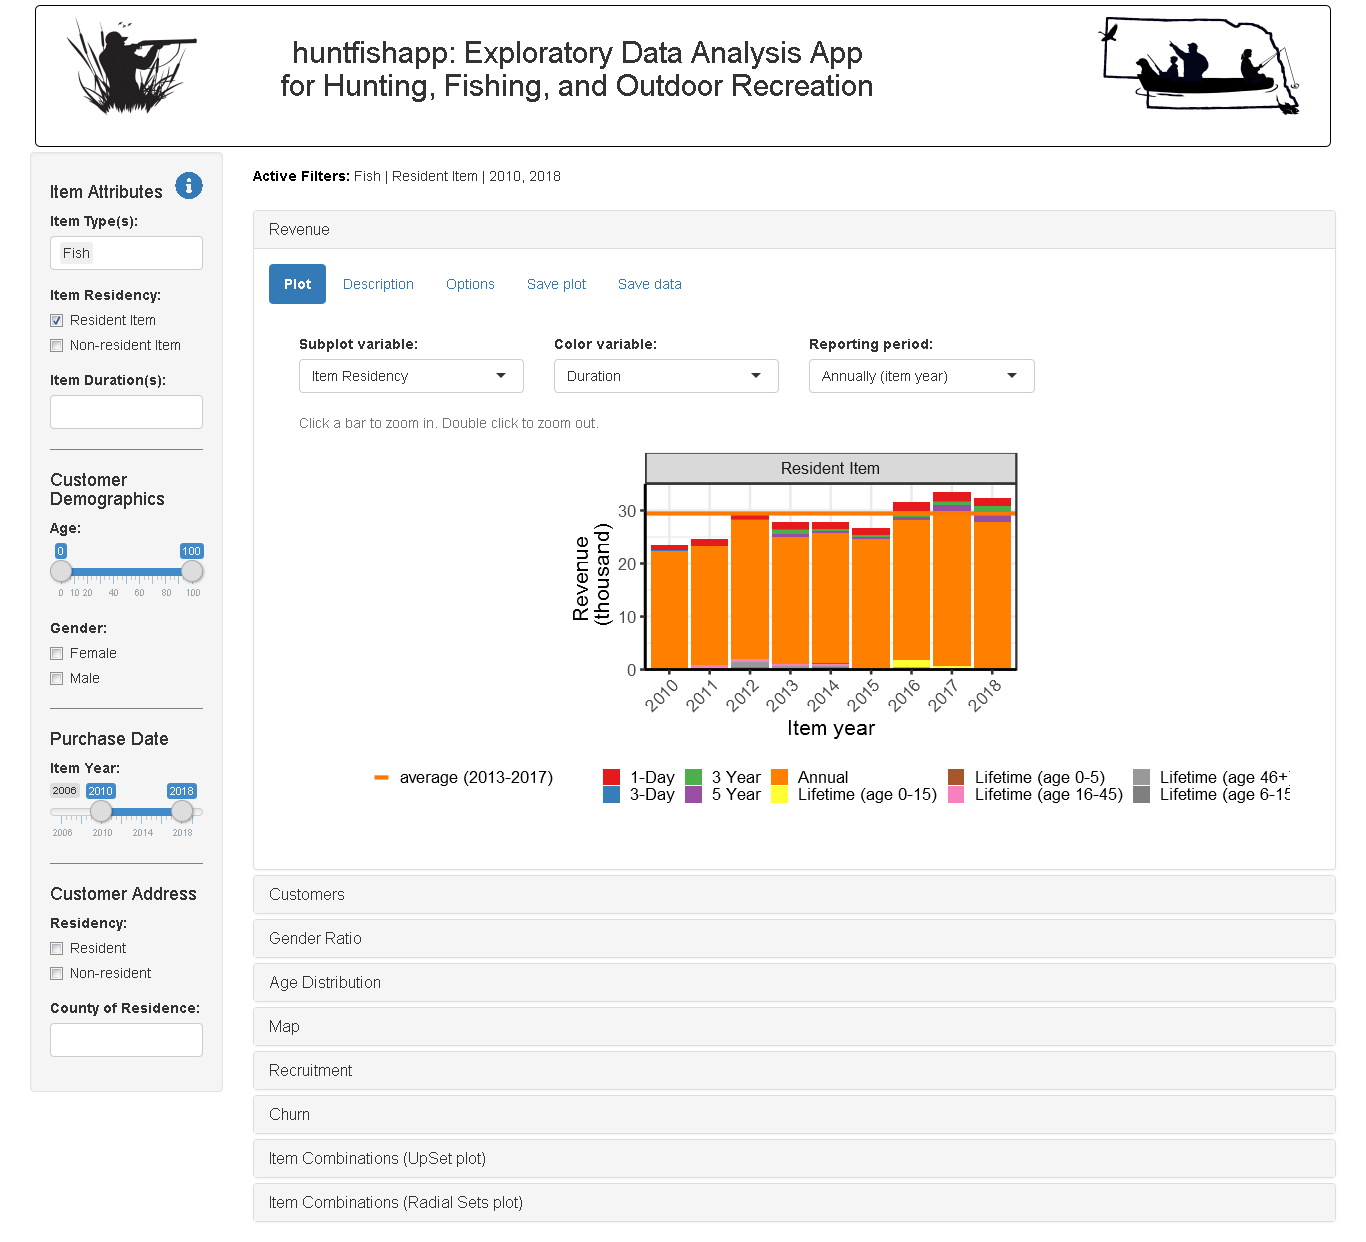 huntfishapp: Exploratory Data Analysis App
for Hunting, Fishing, and Outdoor Recreation
Item Attributes
Item Type(s):
Fish
Item Residency:
Resident Item
Non-resident Item
Item Duration(s):
Customer
Demographics
Age:
0 100
0 10 20 40 60 80 100
Gender:
Female
Male
Purchase Date
Item Year:
2006 2010 2018
2006 2010 2014 2018
Customer Address
Residency:
Resident
Non-resident
County of Residence:
Active Filters: Fish | Resident Item | 2010, 2018
Revenue
Plot Description Options Save plot Save data
Subplot variable: Color variable: Reporting period:
Item Residency Duration Annually (item year)
Click a bar to zoom in. Double click to zoom out.
Resident Item
Revenue
(thousand)
30
20
10
0
2010 2011 2012 2013 2014 2015 2016 2017 2018
Item year
average (2013-2017)
1-Day 3 Year Annual Lifetime (age 0-5) Lifetime (age 46+)
3-Day 5 Year Lifetime (age 0-15) Lifetime (age 16-45) Lifetime (age 6-15
Customers
Gender Ratio
Age Distribution
Map
Recruitment
Churn
Item Combinations (UpSet plot)
Item Combinations (Radial Sets plot)